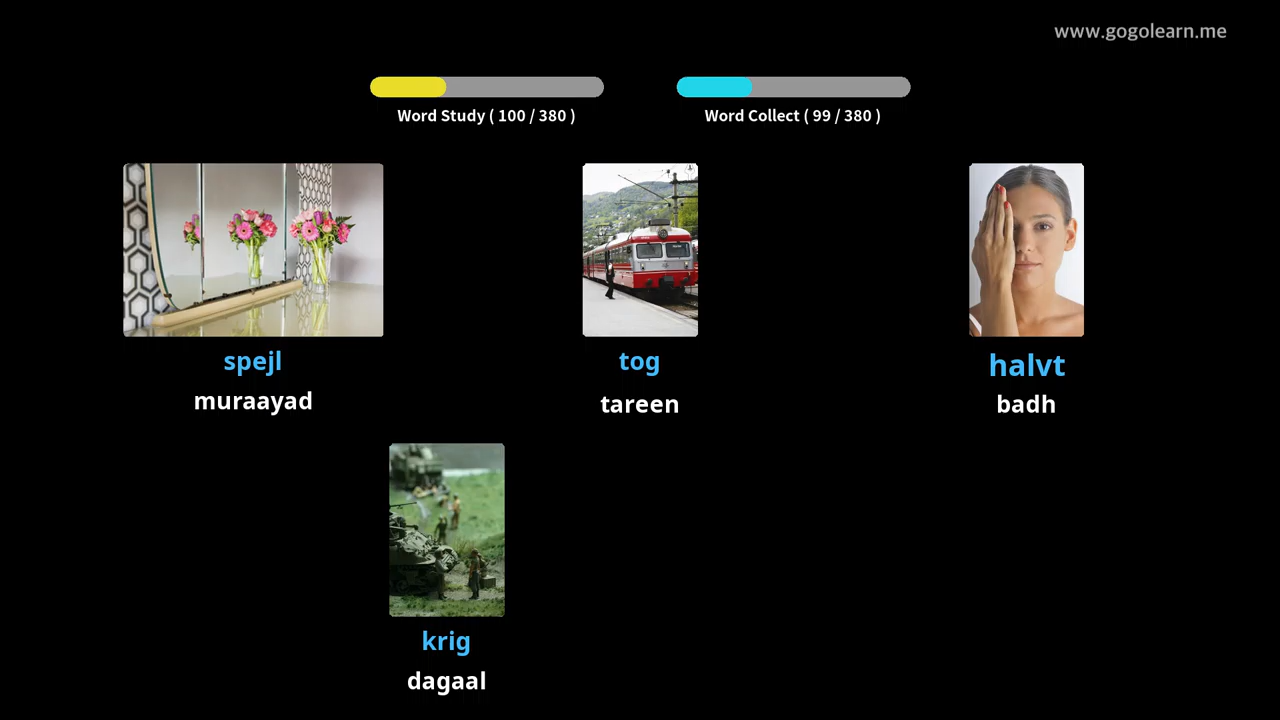 www.gogolearn.me
Word Study ( 100 / 380 )
Word Collect ( 99 / 380 )
spejl
tog
halvt
muraayad
tareen
badh
krig
dagaal